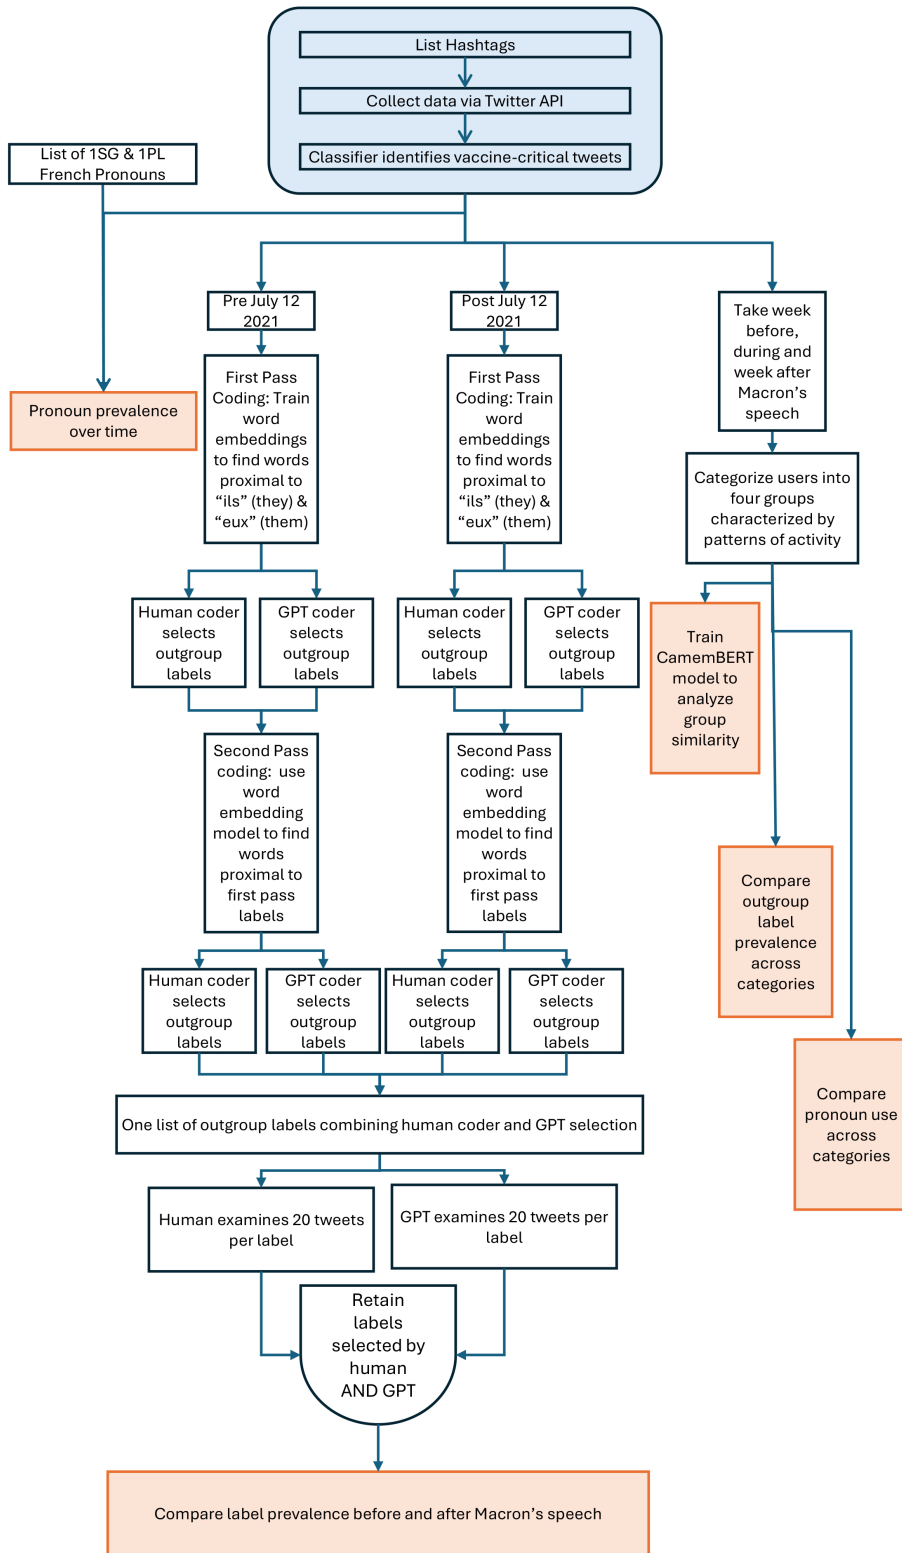 List Hashtags
Collect data via Twitter API
Classifier identifies vaccine-critical tweets
List of 1SG & 1PL
French Pronouns
Pronoun prevalence
over time
Pre July 12
2021
Post July 12
2021
Take week
before,
during and
week after
Macron's
speech
First Pass
Coding: Train
word
embeddings
to find words
proximal to
“ils” (they) &
“eux” (them)
First Pass
Coding: Train
word
embeddings
to find words
proximal to
“ils” (they) &
“eux” (them)
Categorize users into
four groups
characterized by
patterns of activity
Human coder
selects
outgroup
labels
GPT coder
selects
outgroup
labels
Human coder
selects
outgroup
labels
GPT coder
selects
outgroup
labels
Train
CamemBERT
model to
analyze
group
similarity
Second Pass
coding: use
word
embedding
model to find
words
proximal to
first pass
labels
Second Pass
coding: use
word
embedding
model to find
words
proximal to
first pass
labels
Compare
outgroup
label
prevalence
across
categories
Human coder
selects
outgroup
labels
GPT coder
selects
outgroup
labels
Human coder
selects
outgroup
labels
GPT coder
selects
outgroup
labels
Compare
pronoun use
across
categories
One list of outgroup labels combining human coder and GPT selection
Human examines 20 tweets
per label
GPT examines 20 tweets per
label
Retain
labels
selected by
human
AND GPT
Compare label prevalence before and after Macron's speech